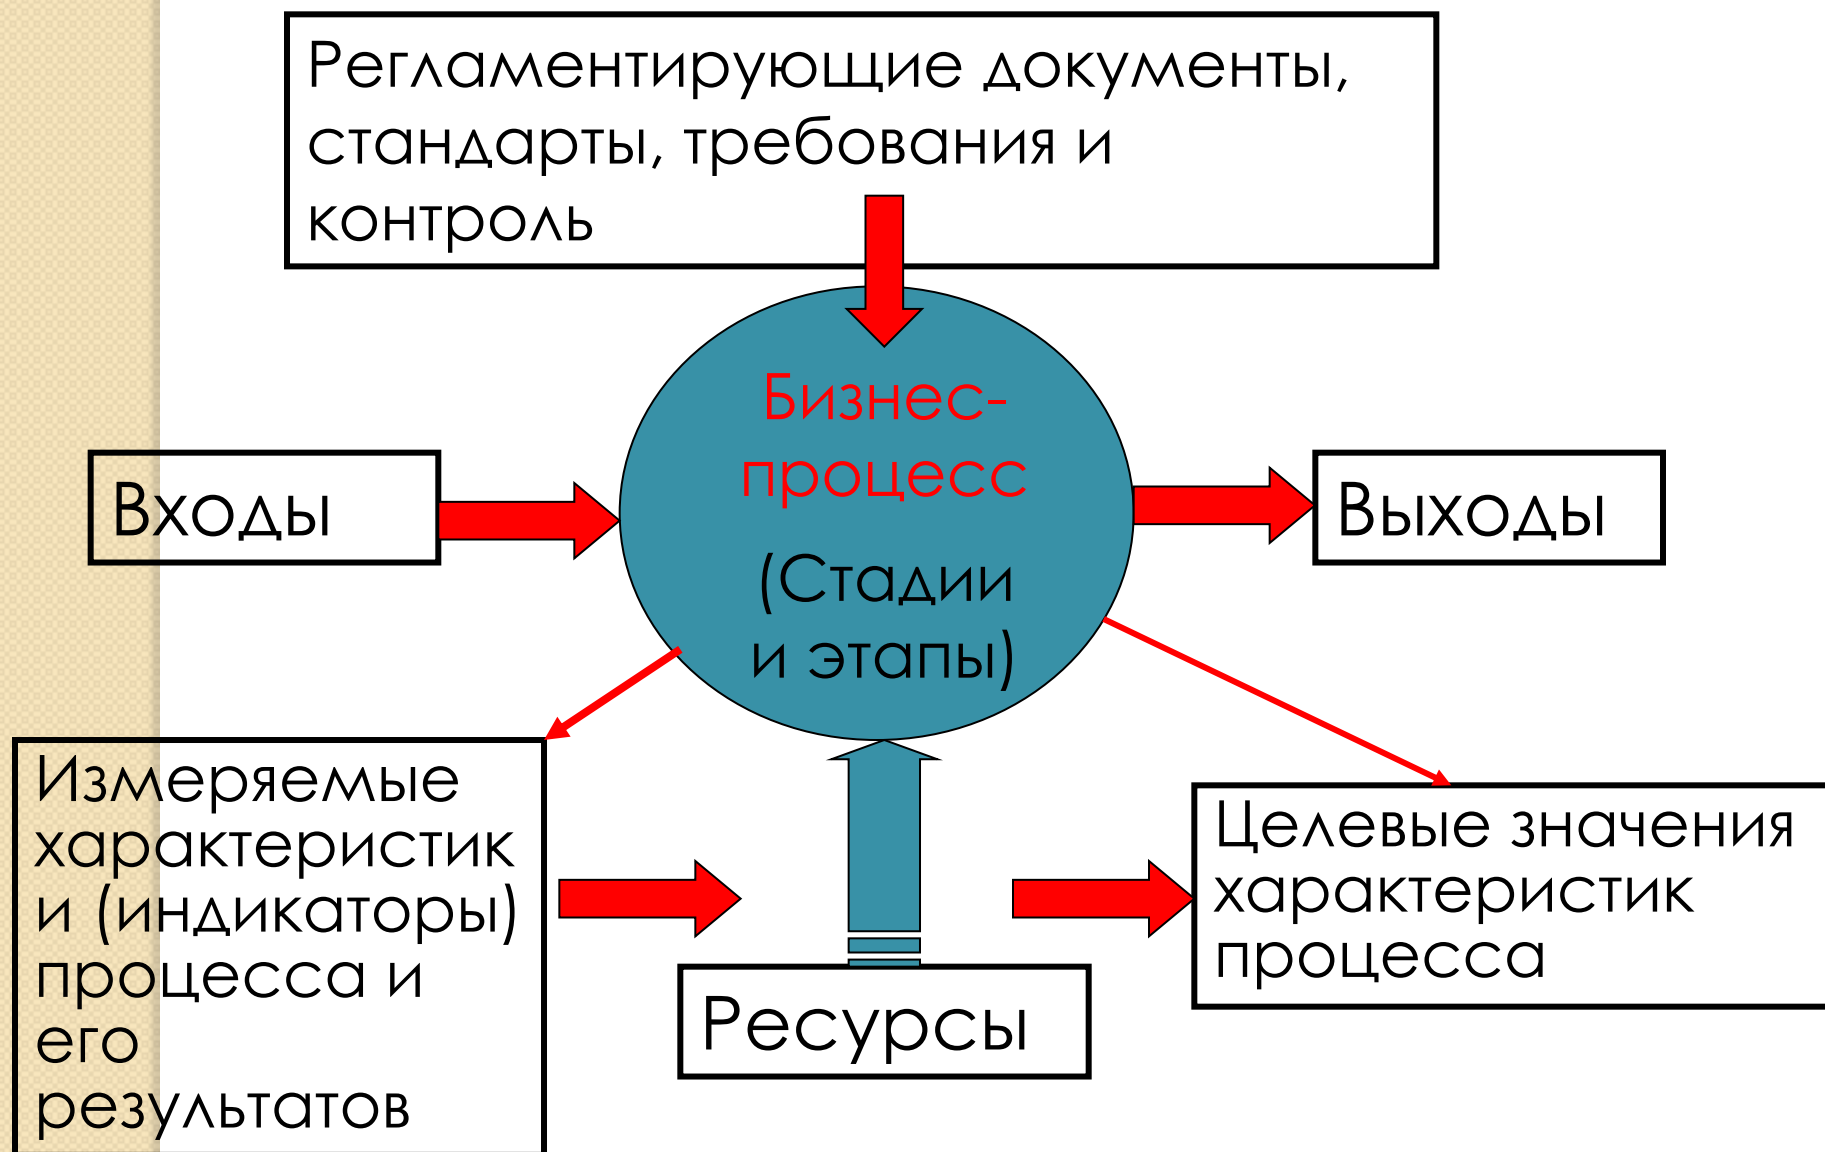 Регламентирующие документы,
стандарты, требования и
контроль
Бизнес-
процесс
(Стадии
и этапы)
Входы
Выходы
Измеряемые
характеристик
и (индикаторы)
процесса и
его
результатов
Ресурсы
Целевые значения
характеристик
процесса